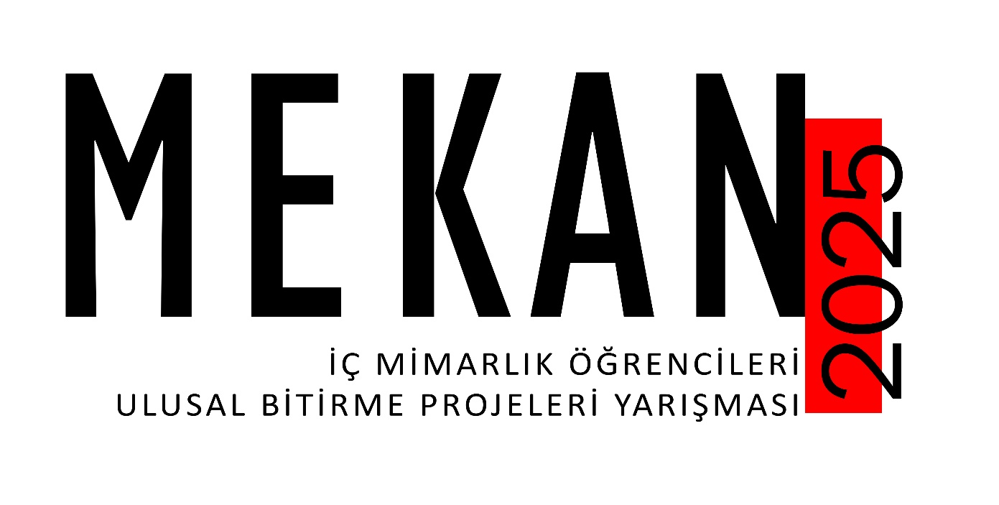 MEKAN
2025
İÇ MİMARLIK ÖĞRENCİLERİ
ULUSAL BİTİRME PROJELERİ YARIŞMASI